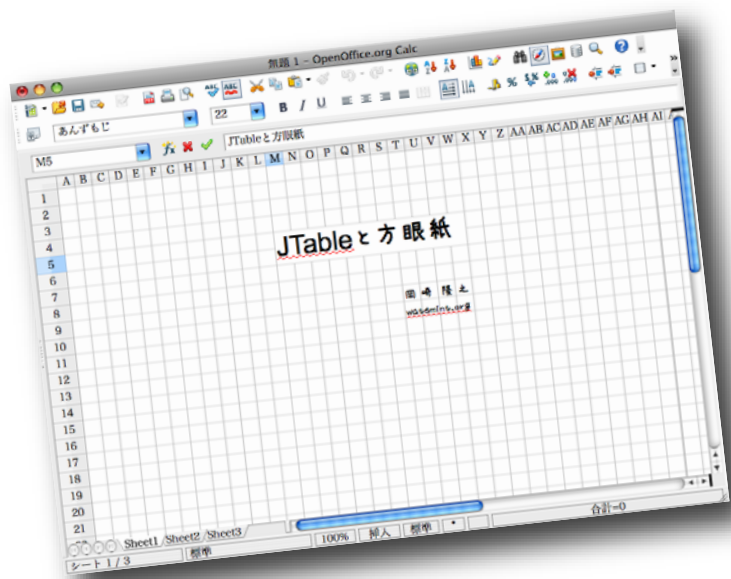 無題 1 - OpenOffice.org Calc
あんずもじ 22 B I U
M5 JTableと方眼紙
A B C D E F G H I J K L M N O P Q R S T U V W X Y Z AA AB AC AD AE AF AG AH AI
1
2
3
4
5
6
7
8
9
10
11
12
13
14
15
16
17
18
19
20
21
JTableと方眼紙
岡崎 隆之
wasamins.org
Sheet1 Sheet2 Sheet3
シート 1 / 3 標準 100% 挿入 標準 * 合計=0